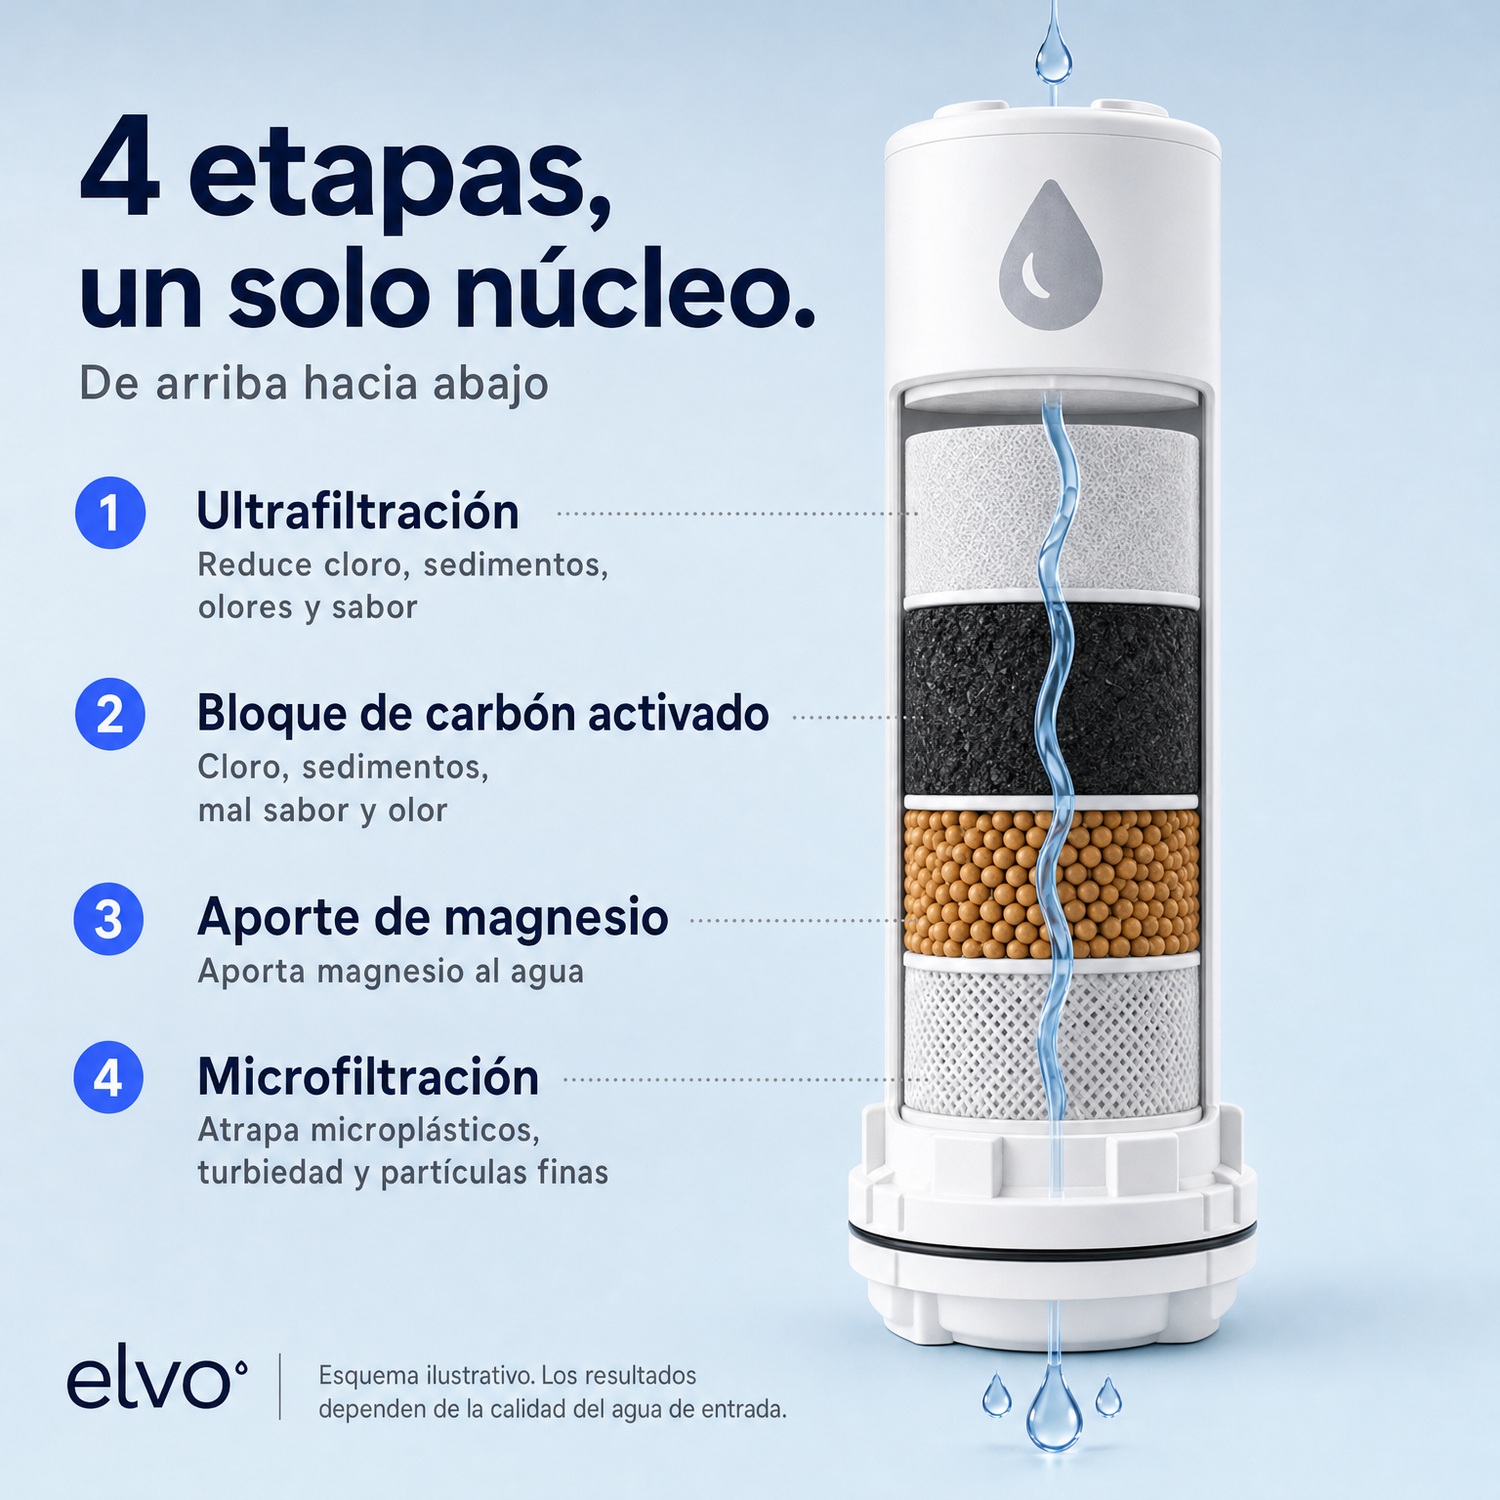 4 etapas,
un solo núcleo.
De arriba hacia abajo
1 Ultrafiltración
Reduce cloro, sedimentos,
olores y sabor
2 Bloque de carbón activado
Cloro, sedimentos,
mal sabor y olor
3 Aporte de magnesio
Aporta magnesio al agua
4 Microfiltración
Atrapa microplásticos,
turbiedad y partículas finas
elvo
Esquema ilustrativo. Los resultados
dependen de la calidad del agua de entrada.